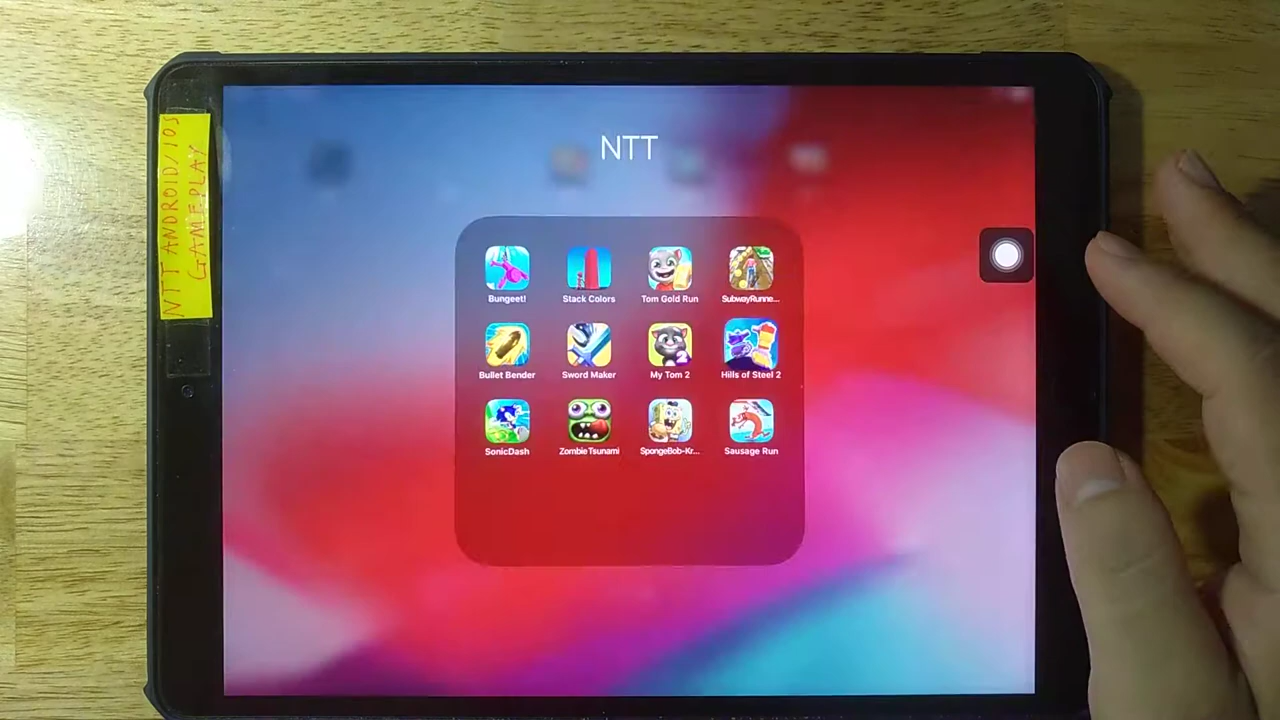 NTT ANDROID/IOS
GAMEPLAY
NTT
Bungeet!
Stack Colors
Tom Gold Run
SubwayRunne...
Bullet Bender
Sword Maker
My Tom 2
Hills of Steel 2
SonicDash
Zombie Tsunami
SpongeBob-Kr...
Sausage Run